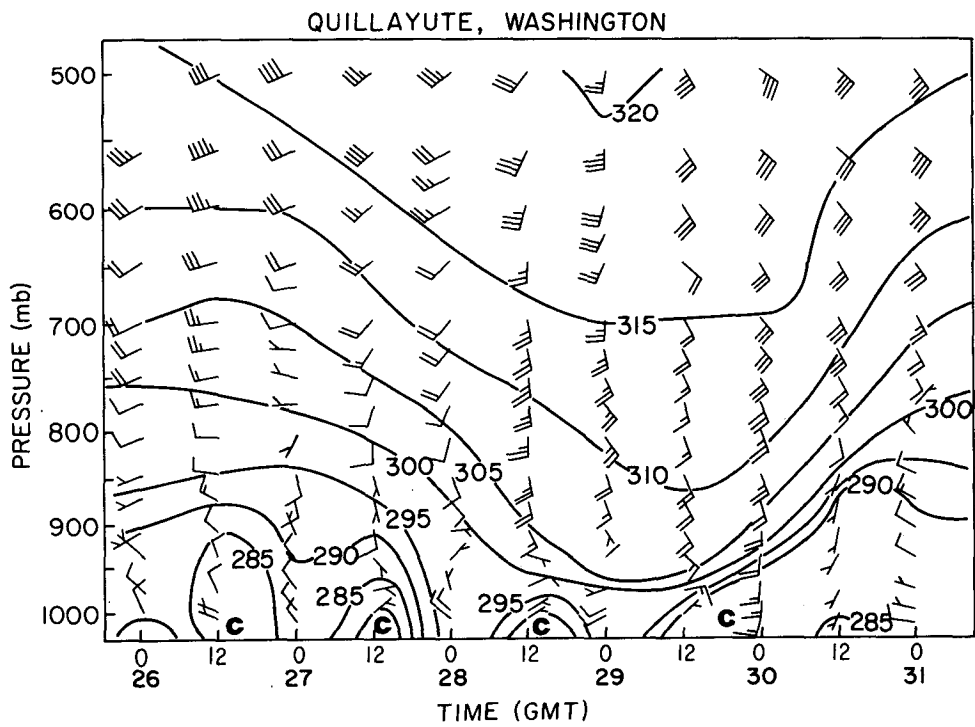 QUILLAYUTE, WASHINGTON
500
320
600
PRESSURE (mb)
315
700
300
800
300 305 310
290
295
900
285 290
285
295
1000
C C C C 285
0 12 0 12 0 12 0 12 0 12 0
26 27 28 29 30 31
TIME (GMT)